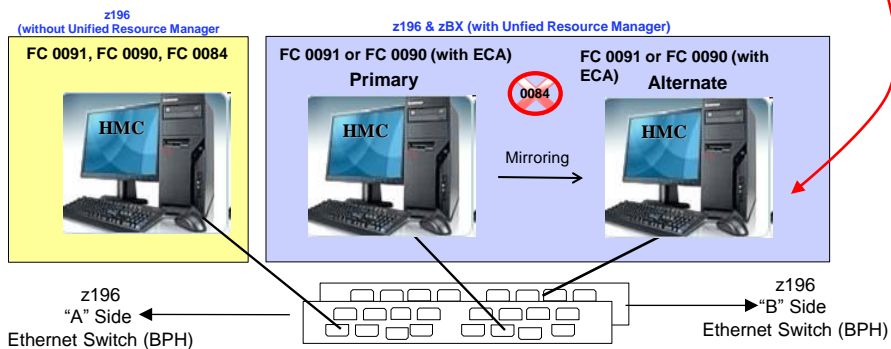 z196
(without Unified Resource Manager)
z196 & zBX (with Unfied Resource Manager)
FC 0091, FC 0090, FC 0084
FC 0091 or FC 0090 (with ECA)
Primary
0084
FC 0091 or FC 0090 (with
ECA)
Alternate
HMC
HMC
HMC
Mirroring
z196
"A" Side
Ethernet Switch (BPH)
z196
"B" Side
Ethernet Switch (BPH)